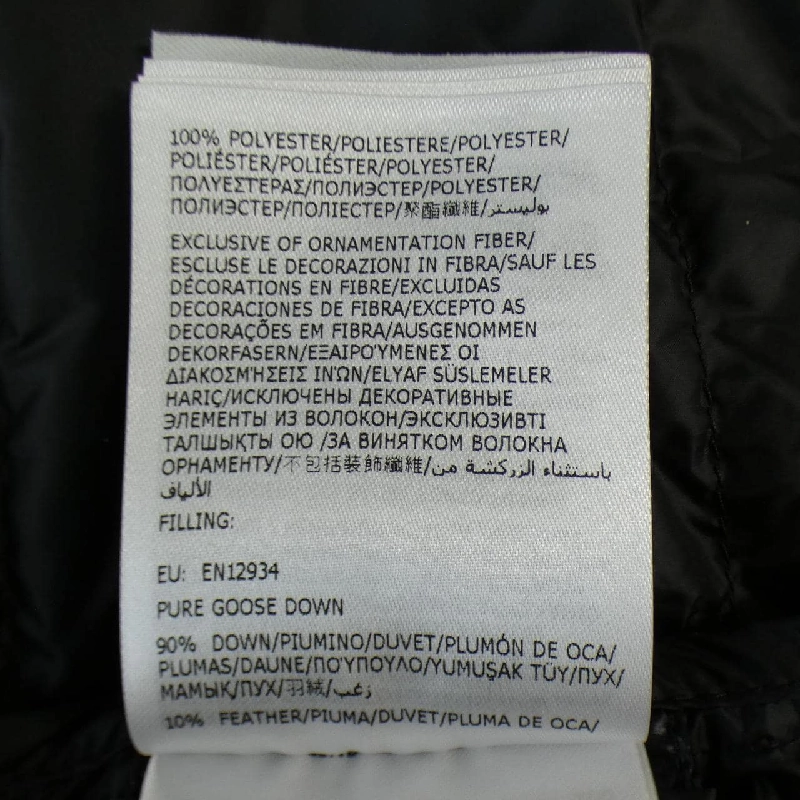 100% POLYESTER/POLIESTERE/POLYESTER/
POLIÉSTER/POLIÉSTER/POLYESTER/
ΠΟΛΥΕΣΤΕΡΑΣ/ПОЛИЭСТЕР/POLYESTER/
ПОЛИЭСТЕР/ПОЛІЕСТЕР/聚酯纖維/بوليستر
EXCLUSIVE OF ORNAMENTATION FIBER/
ESCLUSE LE DECORAZIONI IN FIBRA/SAUF LES
DÉCORATIONS EN FIBRE/EXCLUIDAS
DECORACIONES DE FIBRA/EXCEPTO AS
DECORAÇÕES EM FIBRA/AUSGENOMMEN
DEKORFASERN/ΕΞΑΙΡΟΎΜΕΝΕΣ ΟΙ
ΔΙΑΚΟΣΜΉΣΕΙΣ ΙΝΏΝ/ELYAF SÜSLEMELER
HARIÇ/ИСКЛЮЧЕНЫ ДЕКОРАТИВНЫЕ
ЭЛЕМЕНТЫ ИЗ ВОЛОКОН/ЭКСКЛЮЗИВТІ
ТАЛШЫҚТЫ ОЮ /ЗА ВИНЯТКОМ ВОЛОКНА
ОРНАМЕНТУ/不包括裝飾纖維/باستثناء الزركشة من
الألياف
FILLING:
EU: EN12934
PURE GOOSE DOWN
90% DOWN/PIUMINO/DUVET/PLUMÓN DE OCA/
PLUMAS/DAUNE/ΠΟΎΠΟΥΛΟ/YUMUŞAK TÜY/ПУХ/
МАМЫҚ/ПУХ/羽絨/زغب
10% FEATHER/PIUMA/DUVET/PLUMA DE OCA/